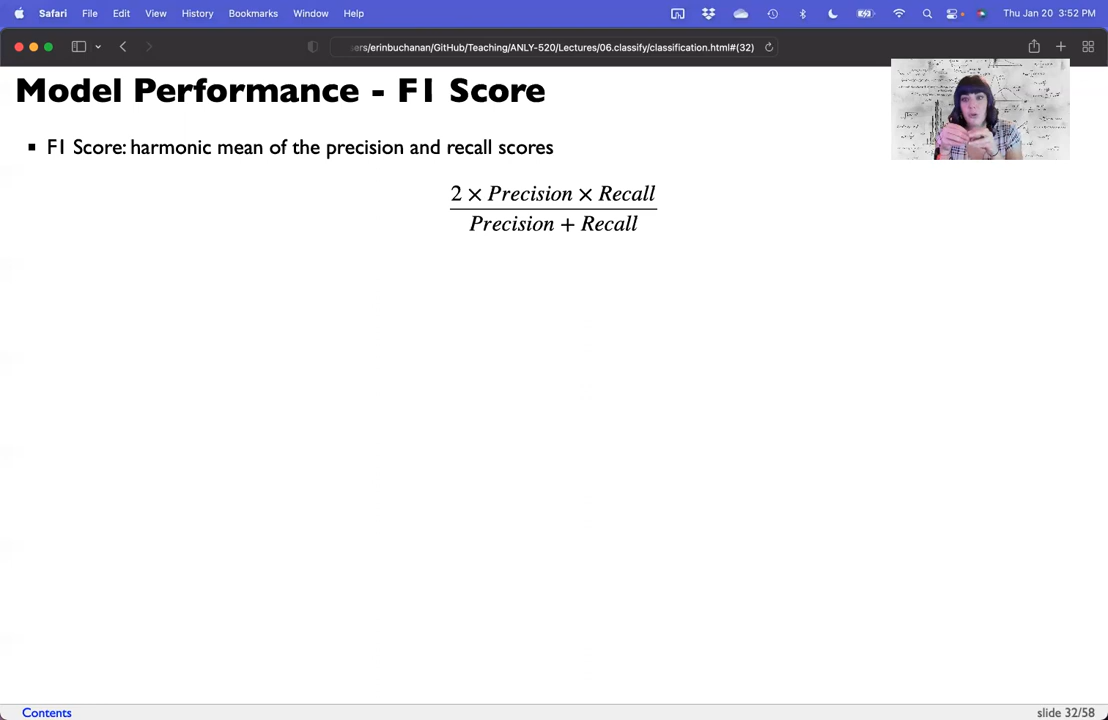 Safari File Edit View History Bookmarks Window Help Thu Jan 20 3:52 PM
ers/erinbuchanan/GitHub/Teaching/ANLY-520/Lectures/06.classify/classification.html#(32)
Model Performance - F1 Score
F1 Score: harmonic mean of the precision and recall scores
2 × Precision × Recall
Precision + Recall
Contents slide 32/58